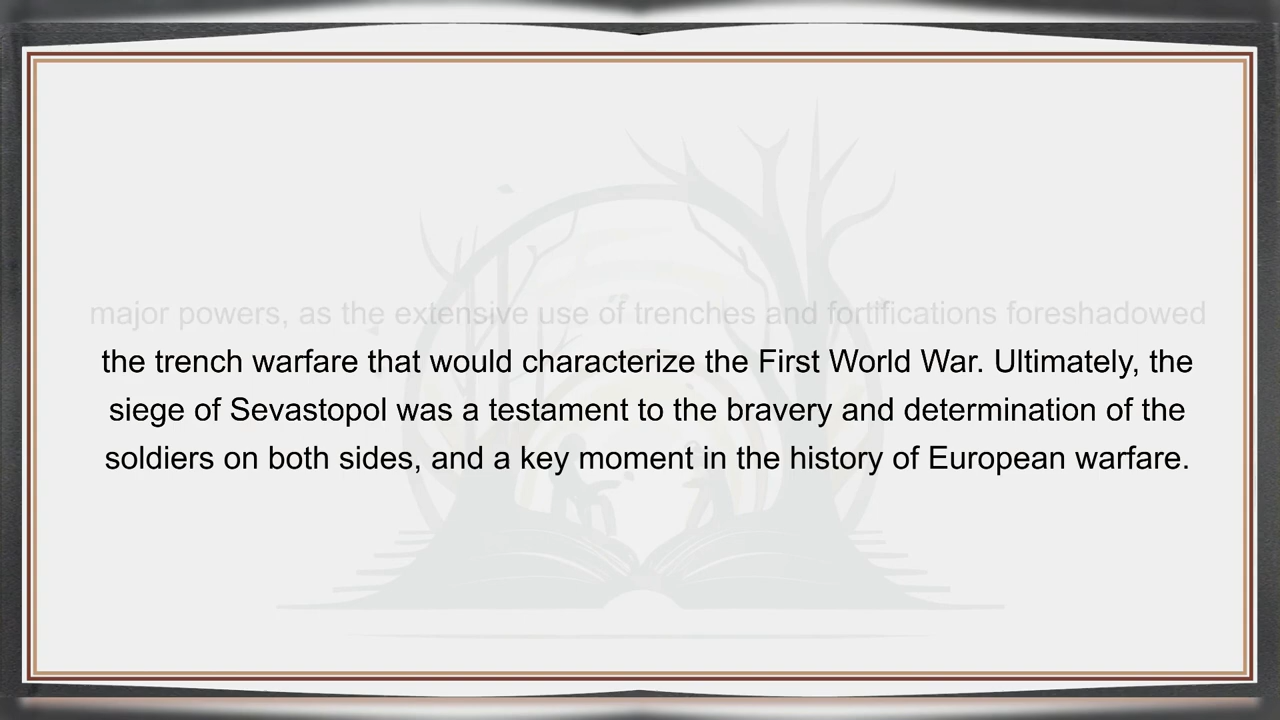 major powers, as the extensive use of trenches and fortifications foreshadowed
the trench warfare that would characterize the First World War. Ultimately, the
siege of Sevastopol was a testament to the bravery and determination of the
soldiers on both sides, and a key moment in the history of European warfare.